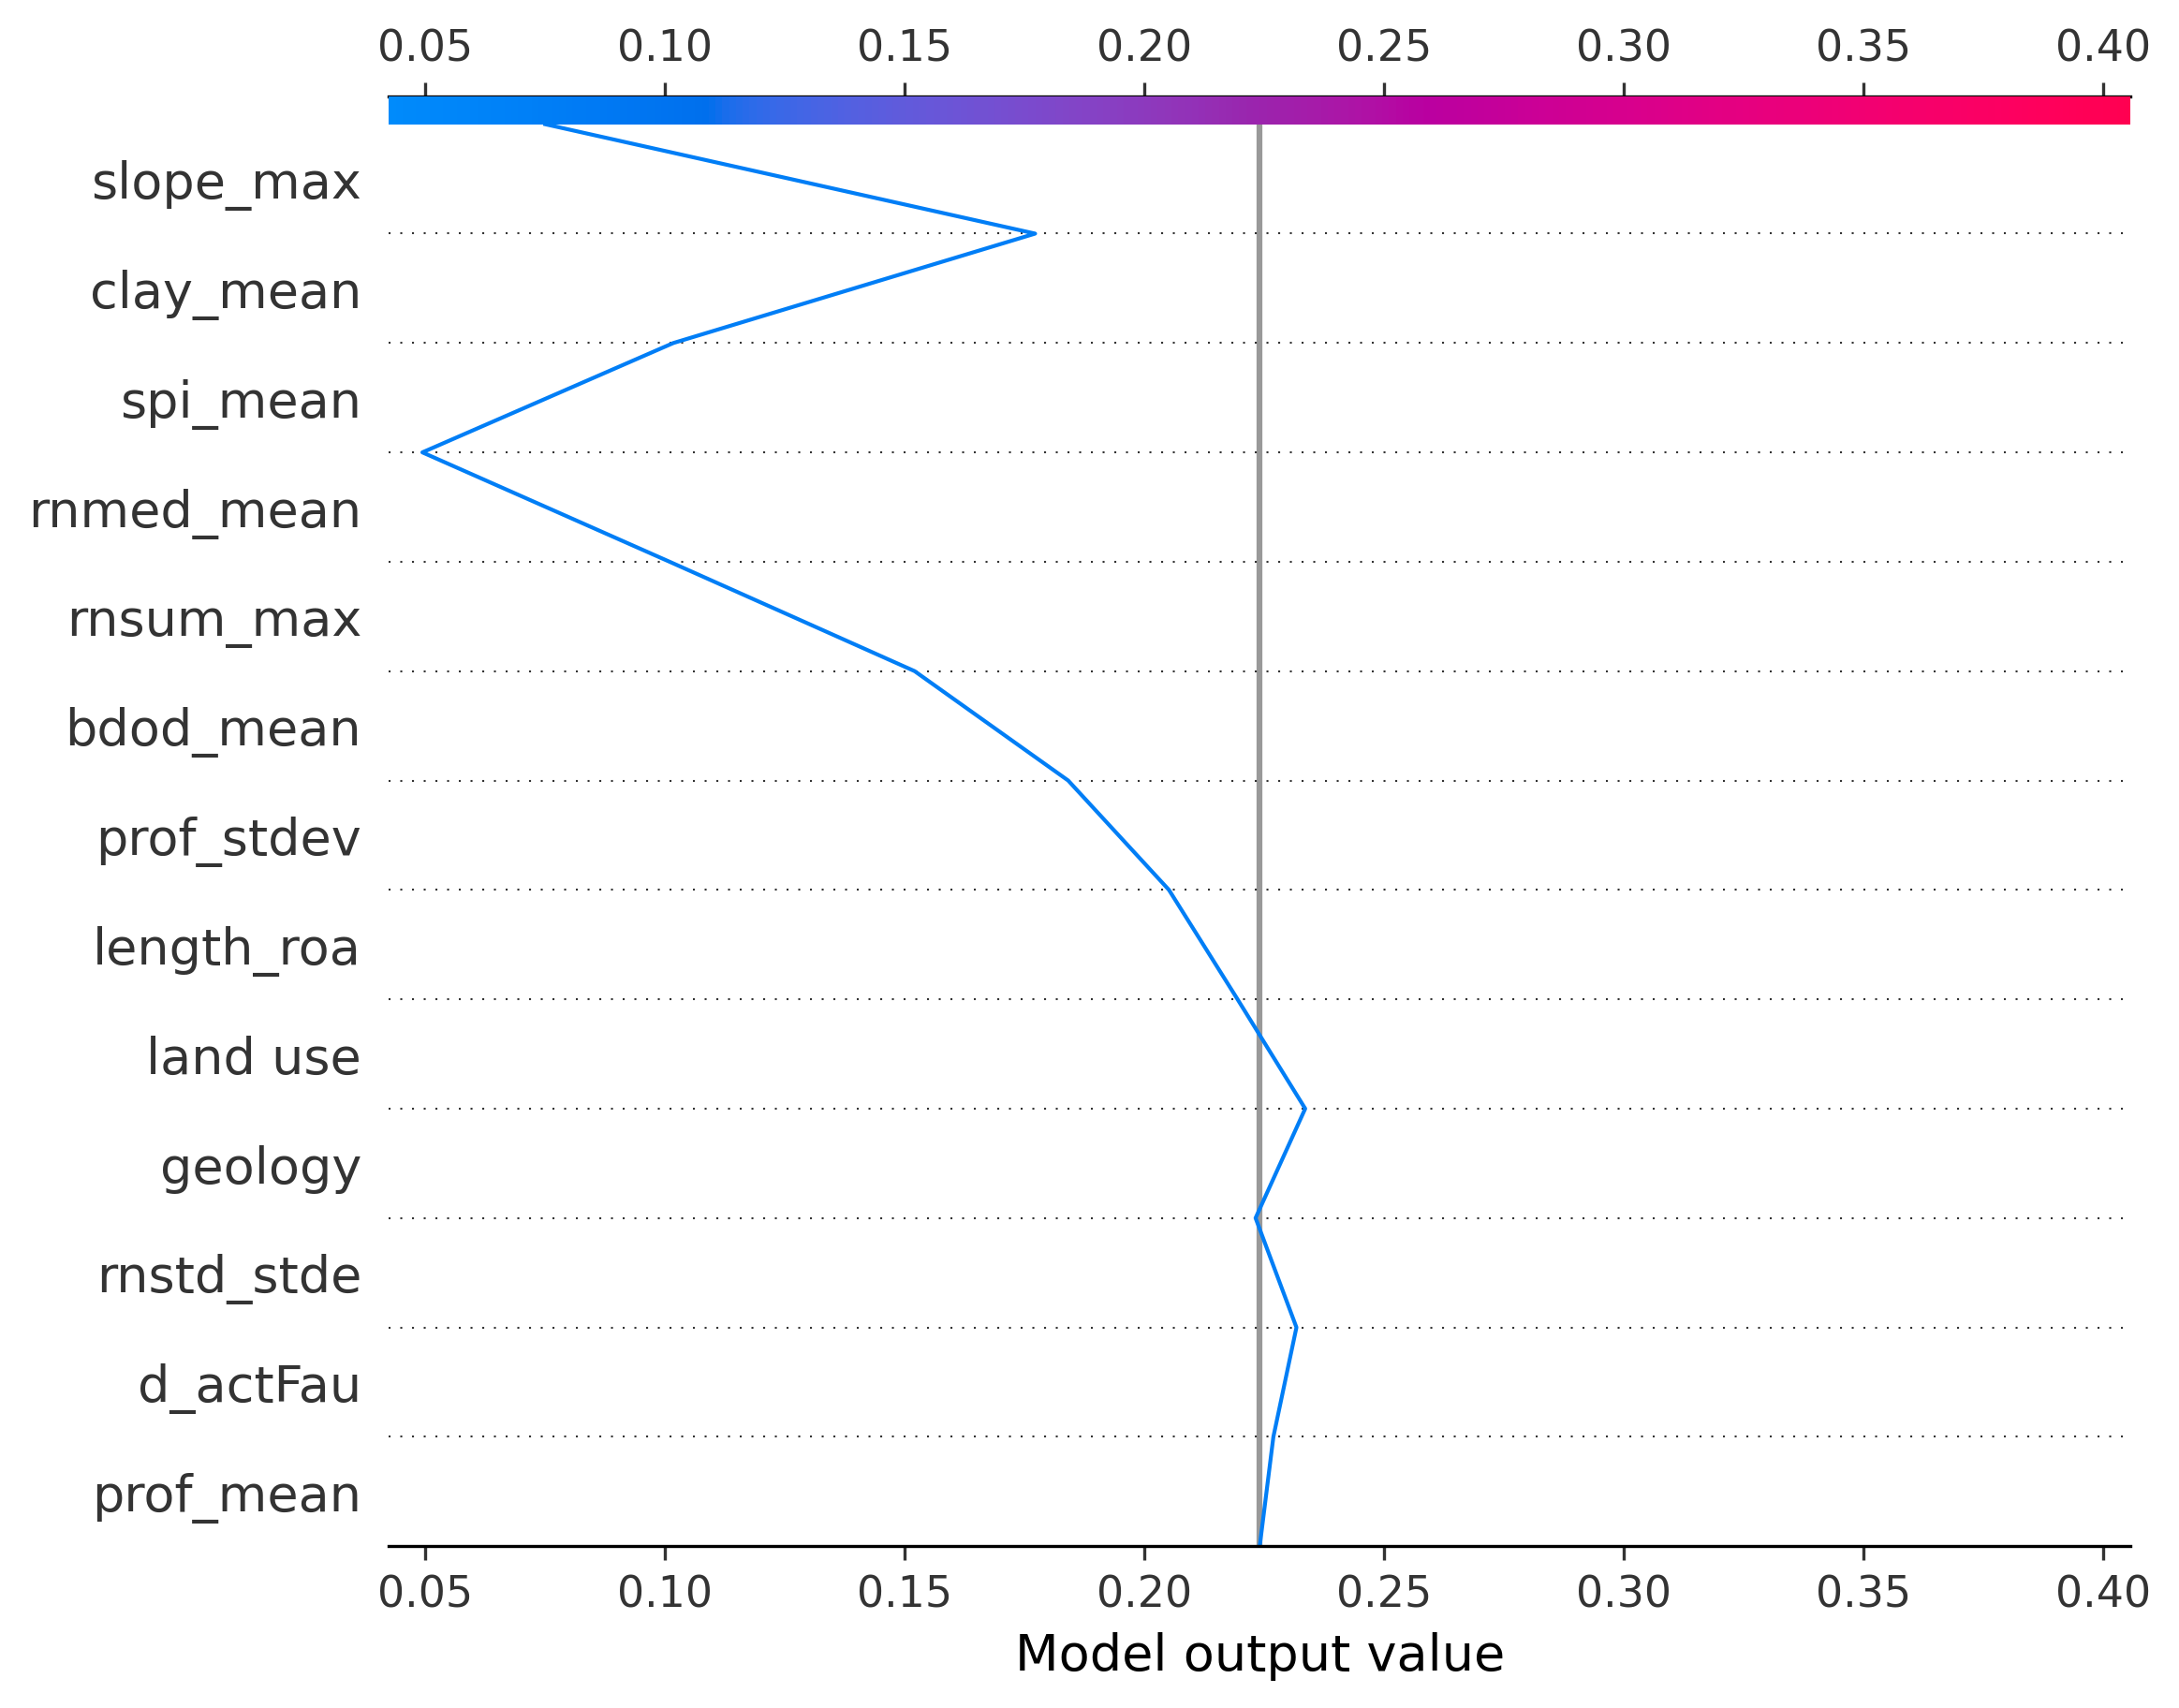 0.05 0.10 0.15 0.20 0.25 0.30 0.35 0.40
slope_max
clay_mean
spi_mean
rnmed_mean
rnsum_max
bdod_mean
prof_stdev
length_roa
land use
geology
rnstd_stde
d_actFau
prof_mean
0.05 0.10 0.15 0.20 0.25 0.30 0.35 0.40
Model output value